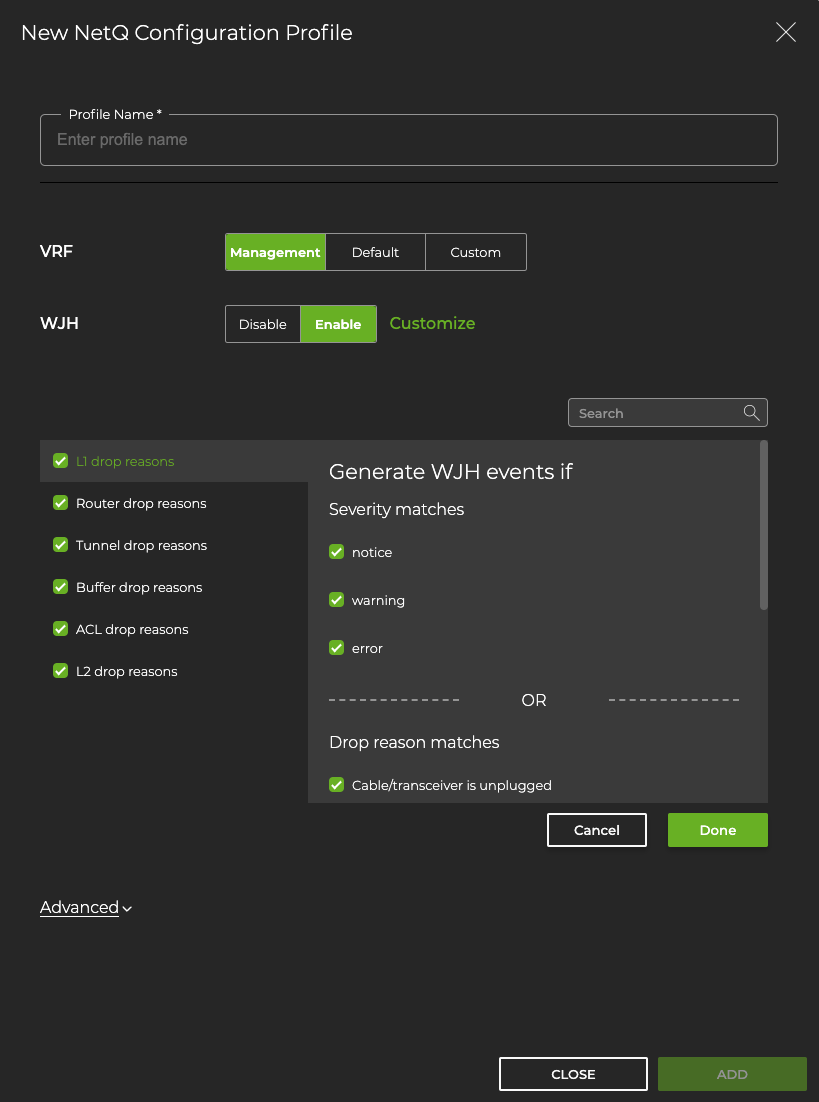 New NetQ Configuration Profile
Profile Name *
Enter profile name
VRF
Management Default Custom
WJH
Disable Enable Customize
Search
L1 drop reasons
Router drop reasons
Tunnel drop reasons
Buffer drop reasons
ACL drop reasons
L2 drop reasons
Generate WJH events if
Severity matches
notice
warning
error
OR
Drop reason matches
Cable/transceiver is unplugged
Cancel Done
Advanced
CLOSE ADD